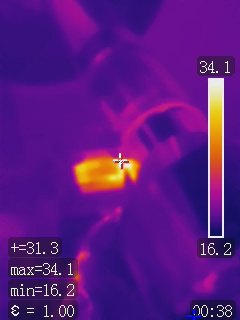 34.1
16.2
+=31.3
max=34.1
min=16.2
ε = 1.00
00:38